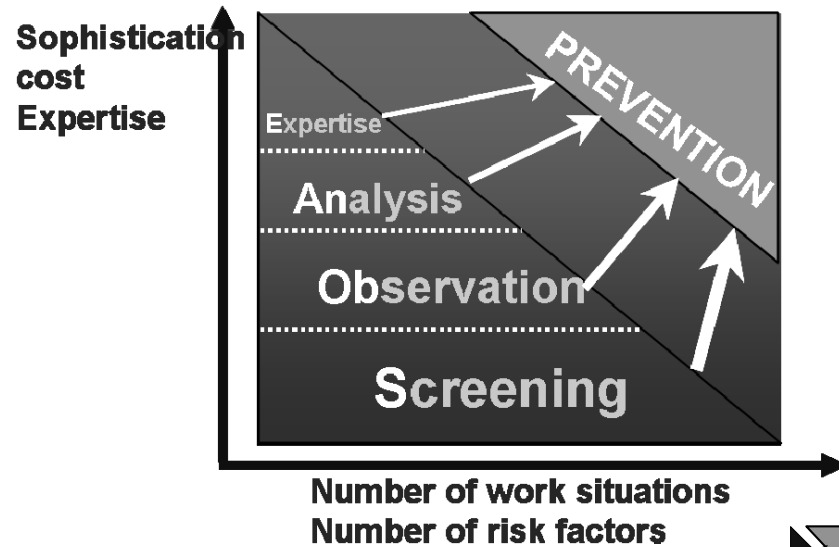 Sophistication
cost
Expertise
PREVENTION
Expertise
Analysis
Observation
Screening
Number of work situations
Number of risk factors